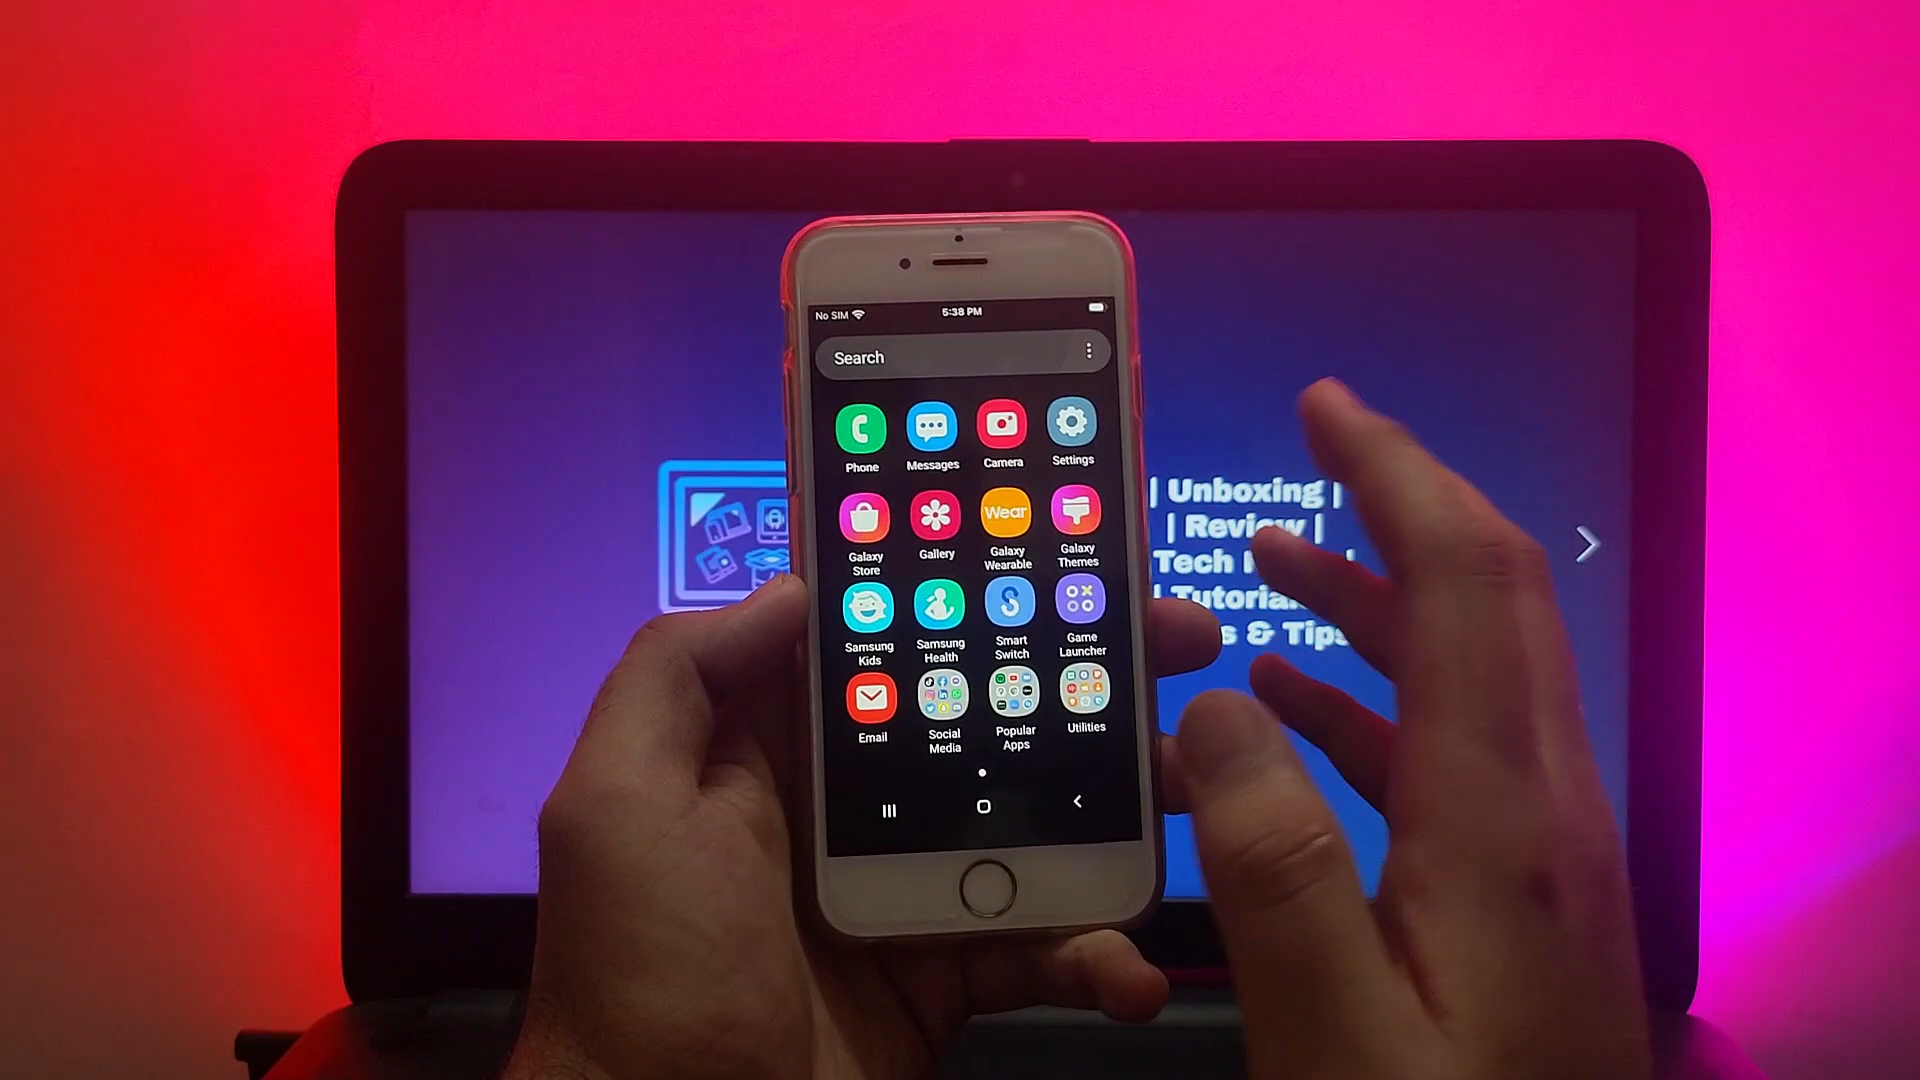 No SIM
5:38 PM
Search
Phone
Messages
Camera
Settings
Galaxy
Store
Gallery
Wear
Galaxy
Wearable
Galaxy
Themes
Samsung
Kids
Samsung
Health
Smart
Switch
Game
Launcher
Email
Social
Media
Popular
Apps
Utilities
| Unboxing |
| Review |
Tech
& Tips